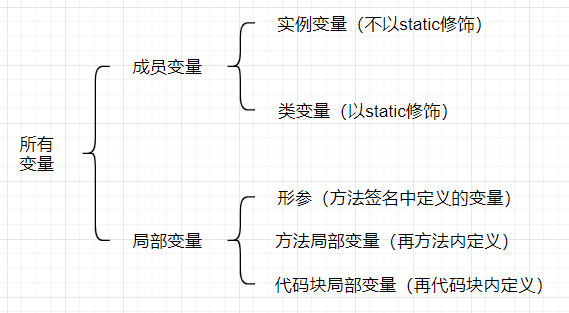 实例变量（不以static修饰）
成员变量
类变量（以static修饰）
所有
变量
形参（方法签名中定义的变量）
局部变量
方法局部变量（再方法内定义）
代码块局部变量（再代码块内定义）